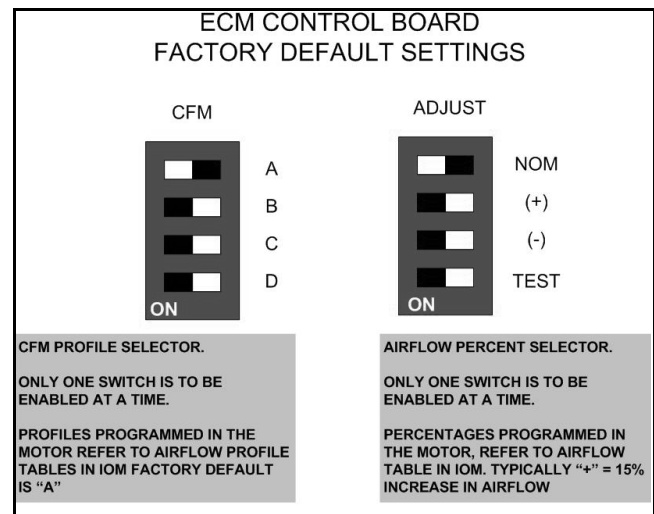 ECM CONTROL BOARD
FACTORY DEFAULT SETTINGS
CFM
A
B
C
D
ON
ADJUST
NOM
(+)
(-)
TEST
ON
CFM PROFILE SELECTOR.
ONLY ONE SWITCH IS TO BE
ENABLED AT A TIME.
PROFILES PROGRAMMED IN THE
MOTOR REFER TO AIRFLOW PROFILE
TABLES IN IOM FACTORY DEFAULT
IS “A”
AIRFLOW PERCENT SELECTOR.
ONLY ONE SWITCH IS TO BE
ENABLED AT A TIME.
PERCENTAGES PROGRAMMED IN
THE MOTOR, REFER TO AIRFLOW
TABLE IN IOM. TYPICALLY “+” = 15%
INCREASE IN AIRFLOW